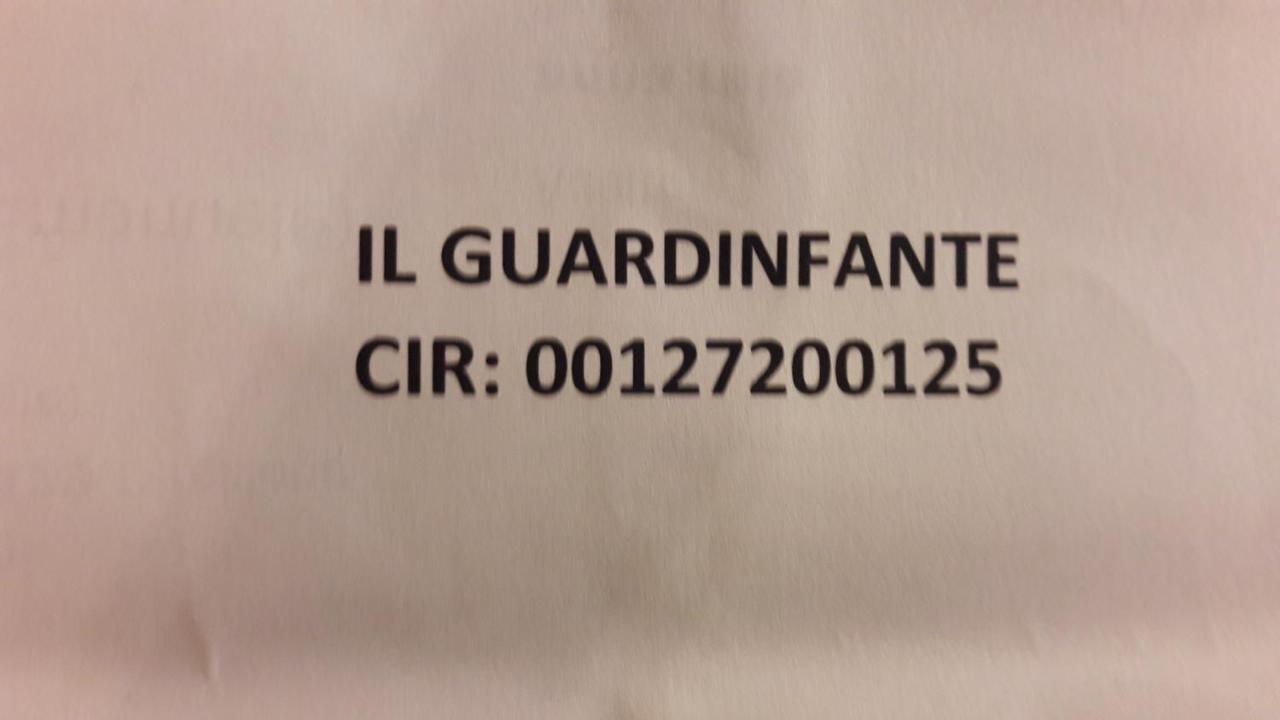 IL GUARDINFANTE
CIR: 00127200125